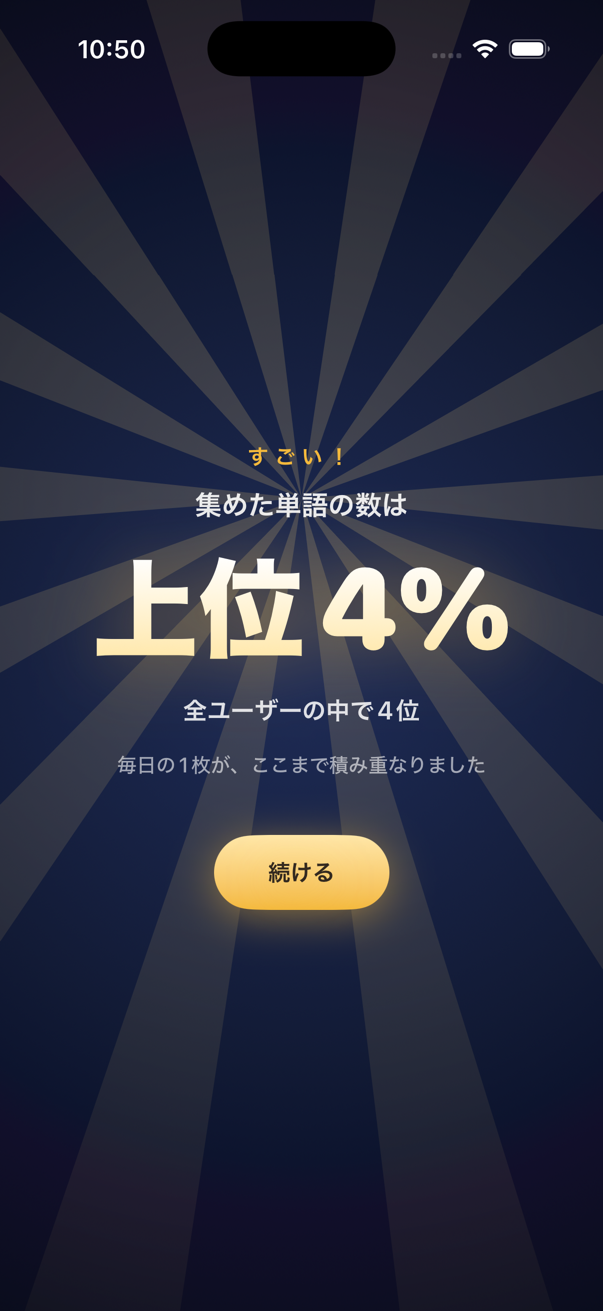 10:50
すごい！
集めた単語の数は
上位 4%
全ユーザーの中で4位
毎日の1枚が、ここまで積み重なりました
続ける